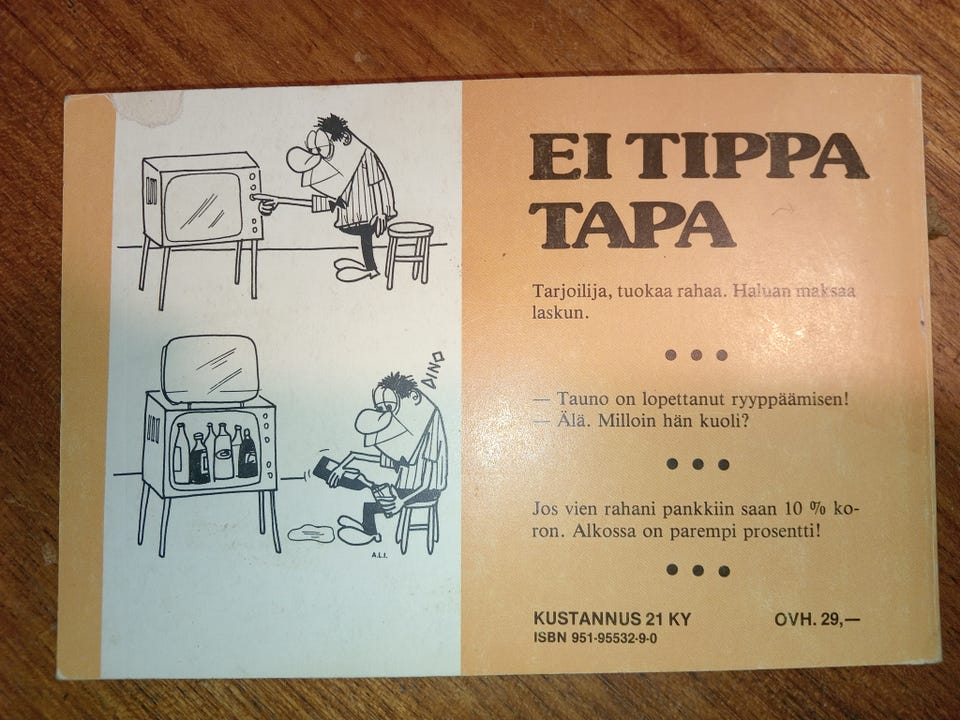 DINO
A.L.I.
EI TIPPA
TAPA
Tarjoilija, tuokaa rahaa. Haluan maksaa
laskun.
— Tauno on lopettanut ryyppäämisen!
— Älä. Milloin hän kuoli?
Jos vien rahani pankkiin saan 10 % ko-
ron. Alkossa on parempi prosentti!
KUSTANNUS 21 KY OVH. 29,—
ISBN 951-95532-9-0